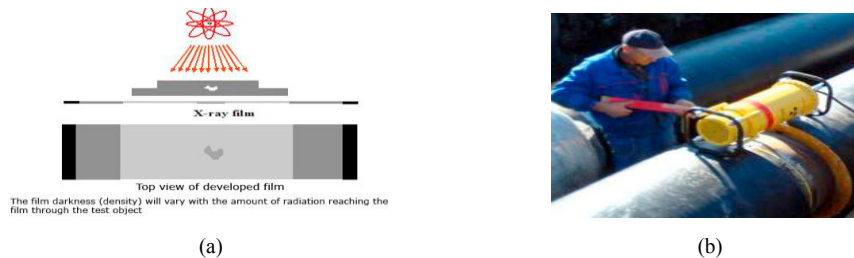 X-ray film
Top view of developed film
The film darkness (density) will vary with the amount of radiation reaching the
film through the test object
(a)
(b)